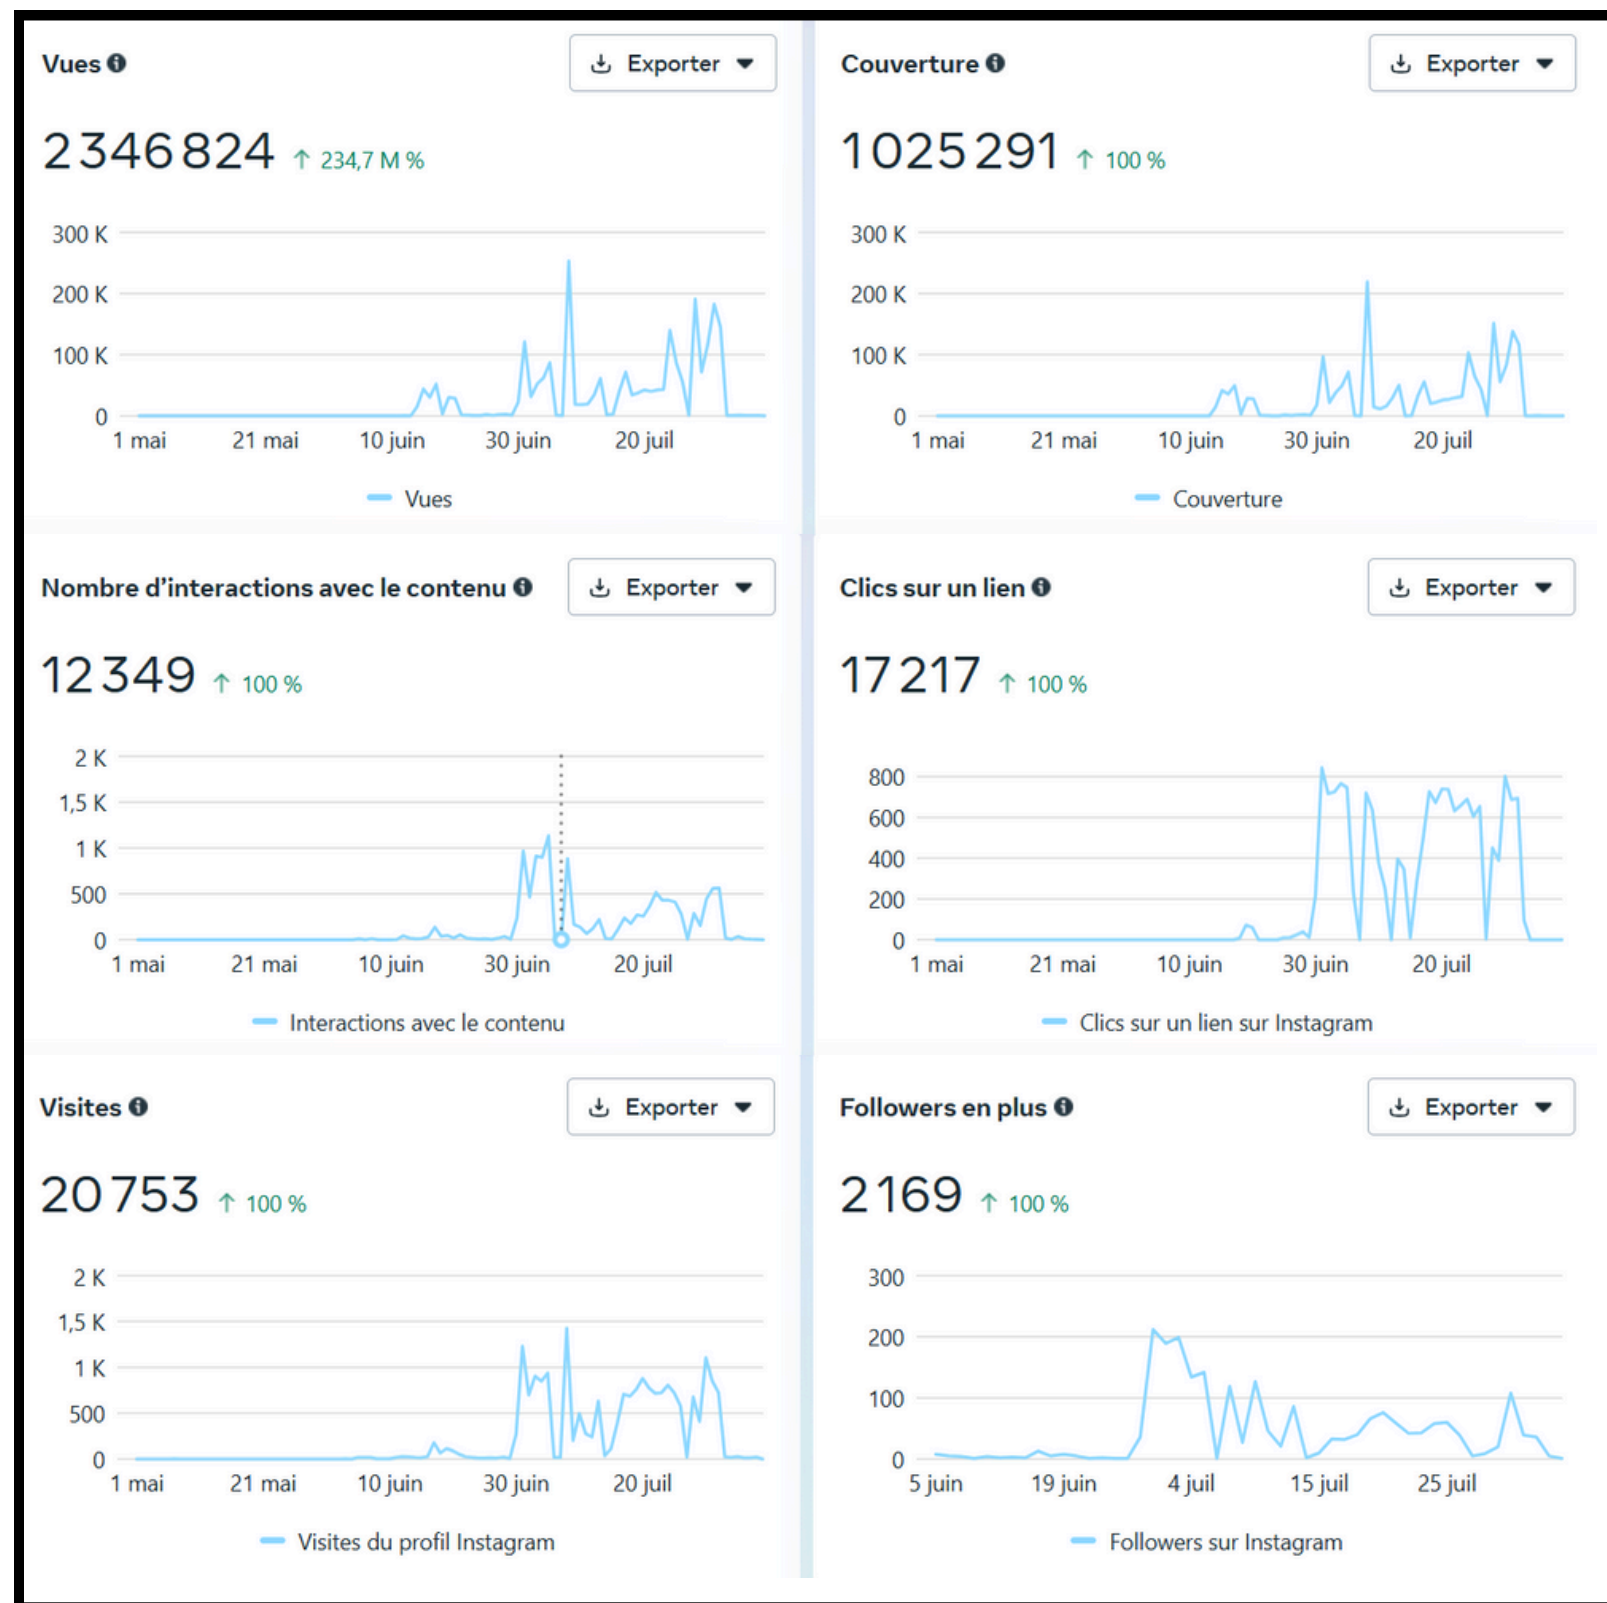 Vues
Exporter
2 346 824 ↑ 234,7 M %
300 K
200 K
100 K
0
1 mai 21 mai 10 juin 30 juin 20 juil
Vues
Couverture
Exporter
1 025 291 ↑ 100 %
300 K
200 K
100 K
0
1 mai 21 mai 10 juin 30 juin 20 juil
Couverture
Nombre d’interactions avec le contenu
Exporter
12 349 ↑ 100 %
2 K
1,5 K
1 K
500
0
1 mai 21 mai 10 juin 30 juin 20 juil
Interactions avec le contenu
Clics sur un lien
Exporter
17 217 ↑ 100 %
800
600
400
200
0
1 mai 21 mai 10 juin 30 juin 20 juil
Clics sur un lien sur Instagram
Visites
Exporter
20 753 ↑ 100 %
2 K
1,5 K
1 K
500
0
1 mai 21 mai 10 juin 30 juin 20 juil
Visites du profil Instagram
Followers en plus
Exporter
2 169 ↑ 100 %
300
200
100
0
5 juin 19 juin 4 juil 15 juil 25 juil
Followers sur Instagram